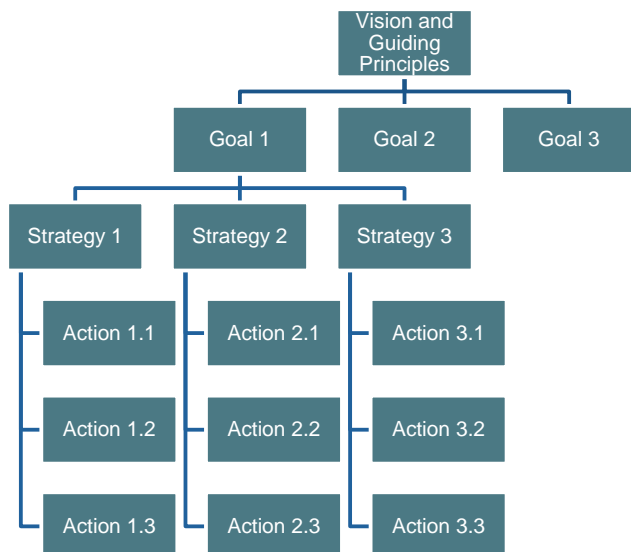 Vision and
Guiding
Principles
Goal 1
Goal 2
Goal 3
Strategy 1
Strategy 2
Strategy 3
Action 1.1
Action 2.1
Action 3.1
Action 1.2
Action 2.2
Action 3.2
Action 1.3
Action 2.3
Action 3.3